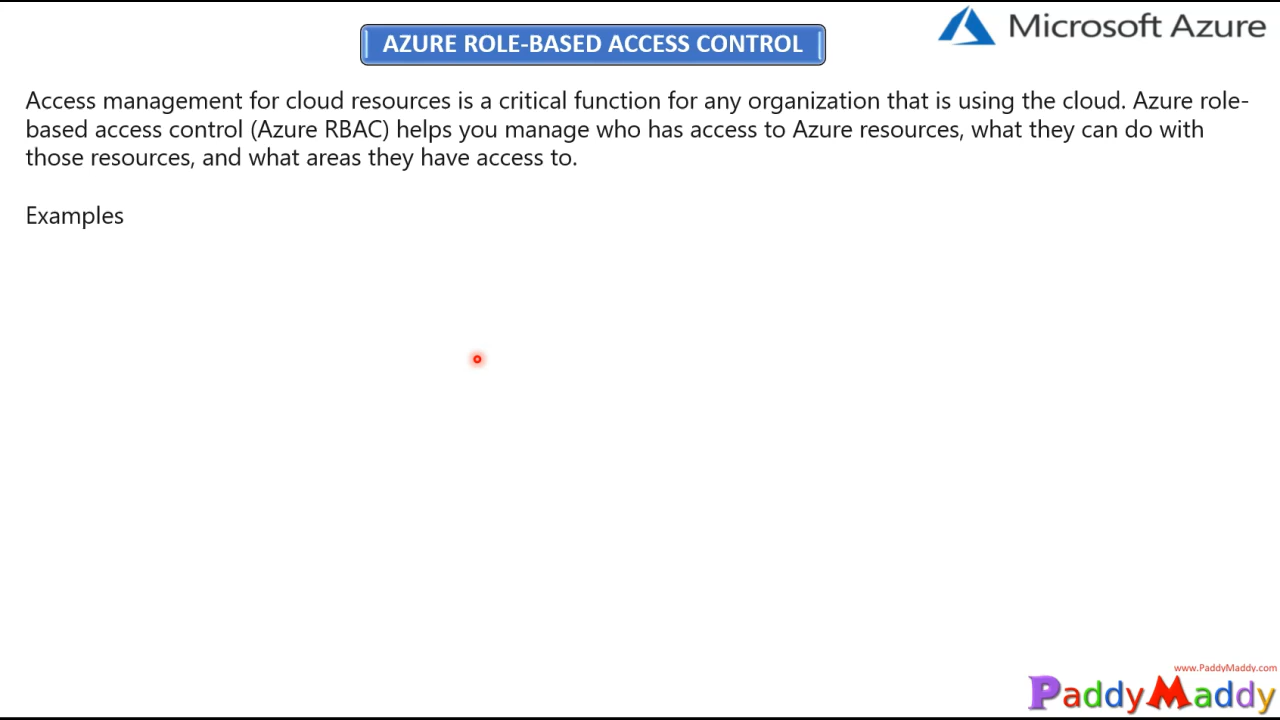 AZURE ROLE-BASED ACCESS CONTROL
Microsoft Azure
Access management for cloud resources is a critical function for any organization that is using the cloud. Azure role-
based access control (Azure RBAC) helps you manage who has access to Azure resources, what they can do with
those resources, and what areas they have access to.
Examples
www.PaddyMaddy.com
PaddyMaddy